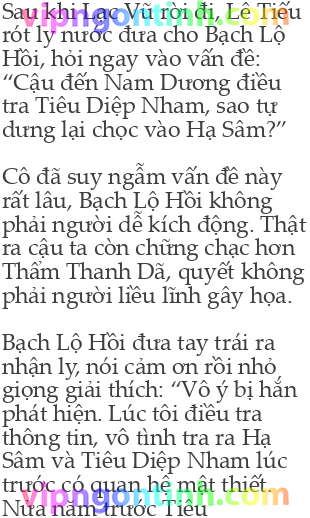 Sau khi Lạc Vũ rời đi, Lê Tiếu
rót ly nước đưa cho Bạch Lộ
Hồi, hỏi ngay vào vấn đề:
“Cậu đến Nam Dương điều
tra Tiêu Diệp Nham, sao tự
dưng lại chọc vào Hạ Sâm?”
Cô đã suy ngẫm vấn đề này
rất lâu, Bạch Lộ Hồi không
phải người dễ kích động. Thật
ra cậu ta còn chững chạc hơn
Thẩm Thanh Dã, quyết không
phải người liều lĩnh gây họa.
Bạch Lộ Hồi đưa tay trái ra
nhận ly, nói cảm ơn rồi nhỏ
giọng giải thích: “Vô ý bị hắn
phát hiện. Lúc tôi điều tra
thông tin, vô tình tra ra Hạ
Sâm và Tiêu Diệp Nham lúc
trước có quan hệ mật thiết.
Nửa năm trước Tiêu
vipngontinh.com
vipngontinh.com